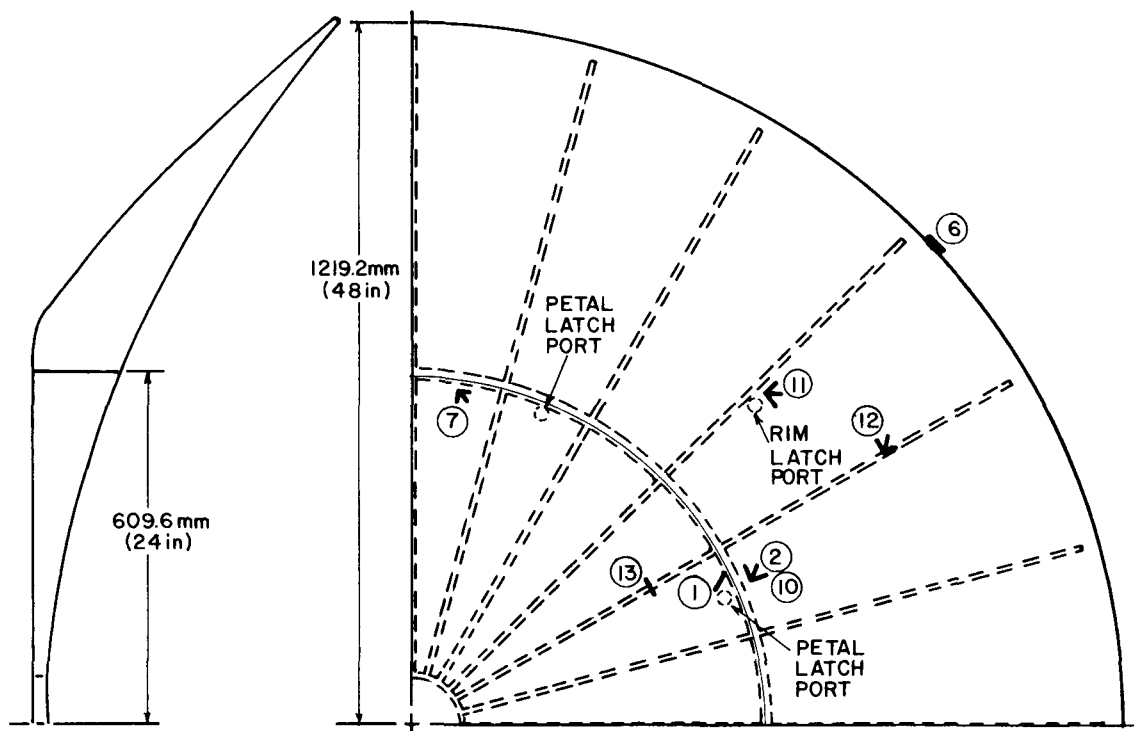 ⑥
1219.2mm
(48in)
PETAL
LATCH
PORT
⑪
⑦
⑫
RIM
LATCH
PORT
609.6mm
(24in)
⑬
①
②
⑩
PETAL
LATCH
PORT